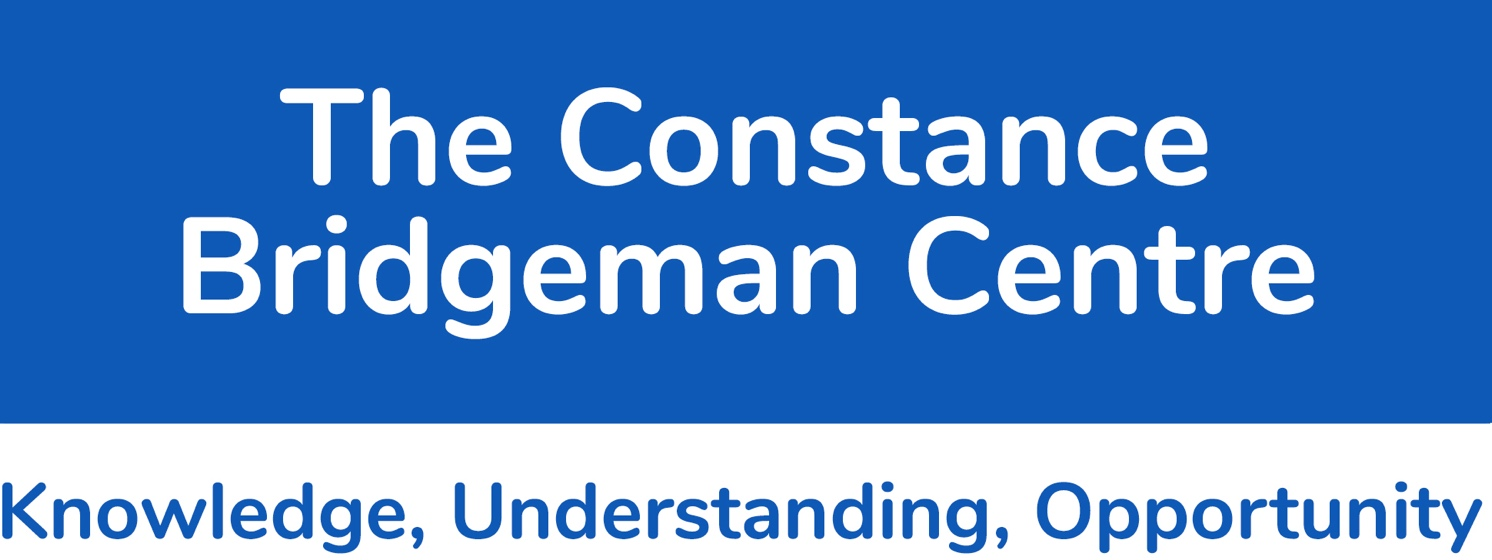 The Constance
Bridgeman Centre
Knowledge, Understanding, Opportunity